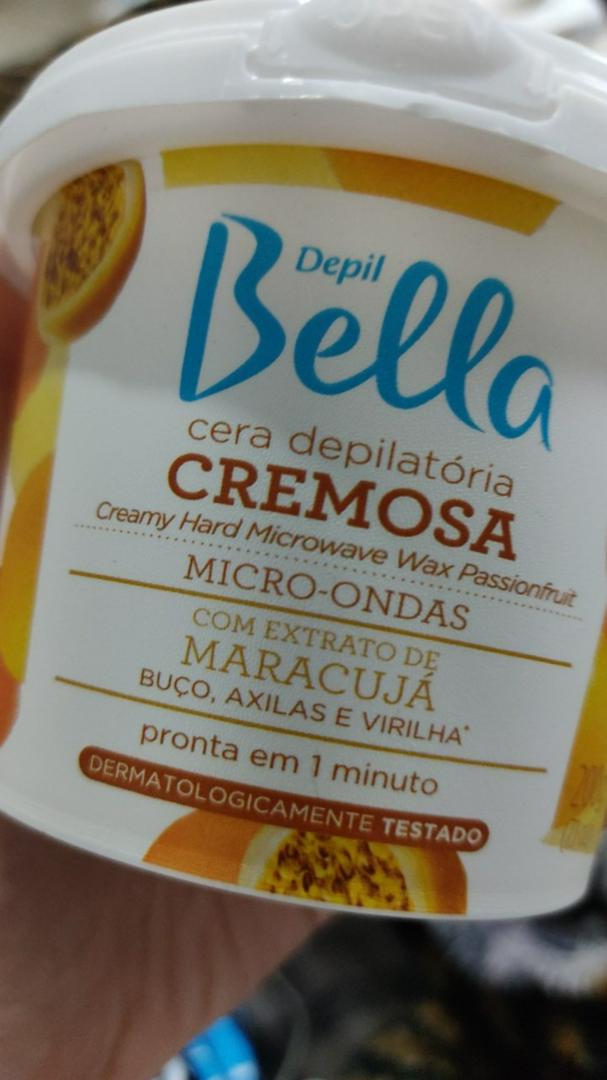 OPEN
Depil
Bella
cera depilatória
CREMOSA
Creamy Hard Microwave Wax Passionfruit
MICRO-ONDAS
COM EXTRATO DE
MARACUJÁ
BUÇO, AXILAS E VIRILHA*
pronta em 1 minuto
DERMATOLOGICAMENTE TESTADO